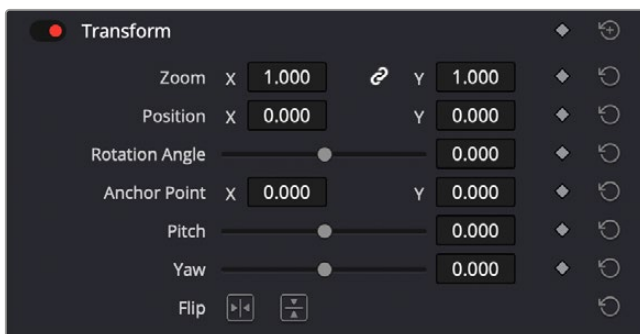 Transform
Zoom X 1.000 Y 1.000
Position X 0.000 Y 0.000
Rotation Angle 0.000
Anchor Point X 0.000 Y 0.000
Pitch 0.000
Yaw 0.000
Flip